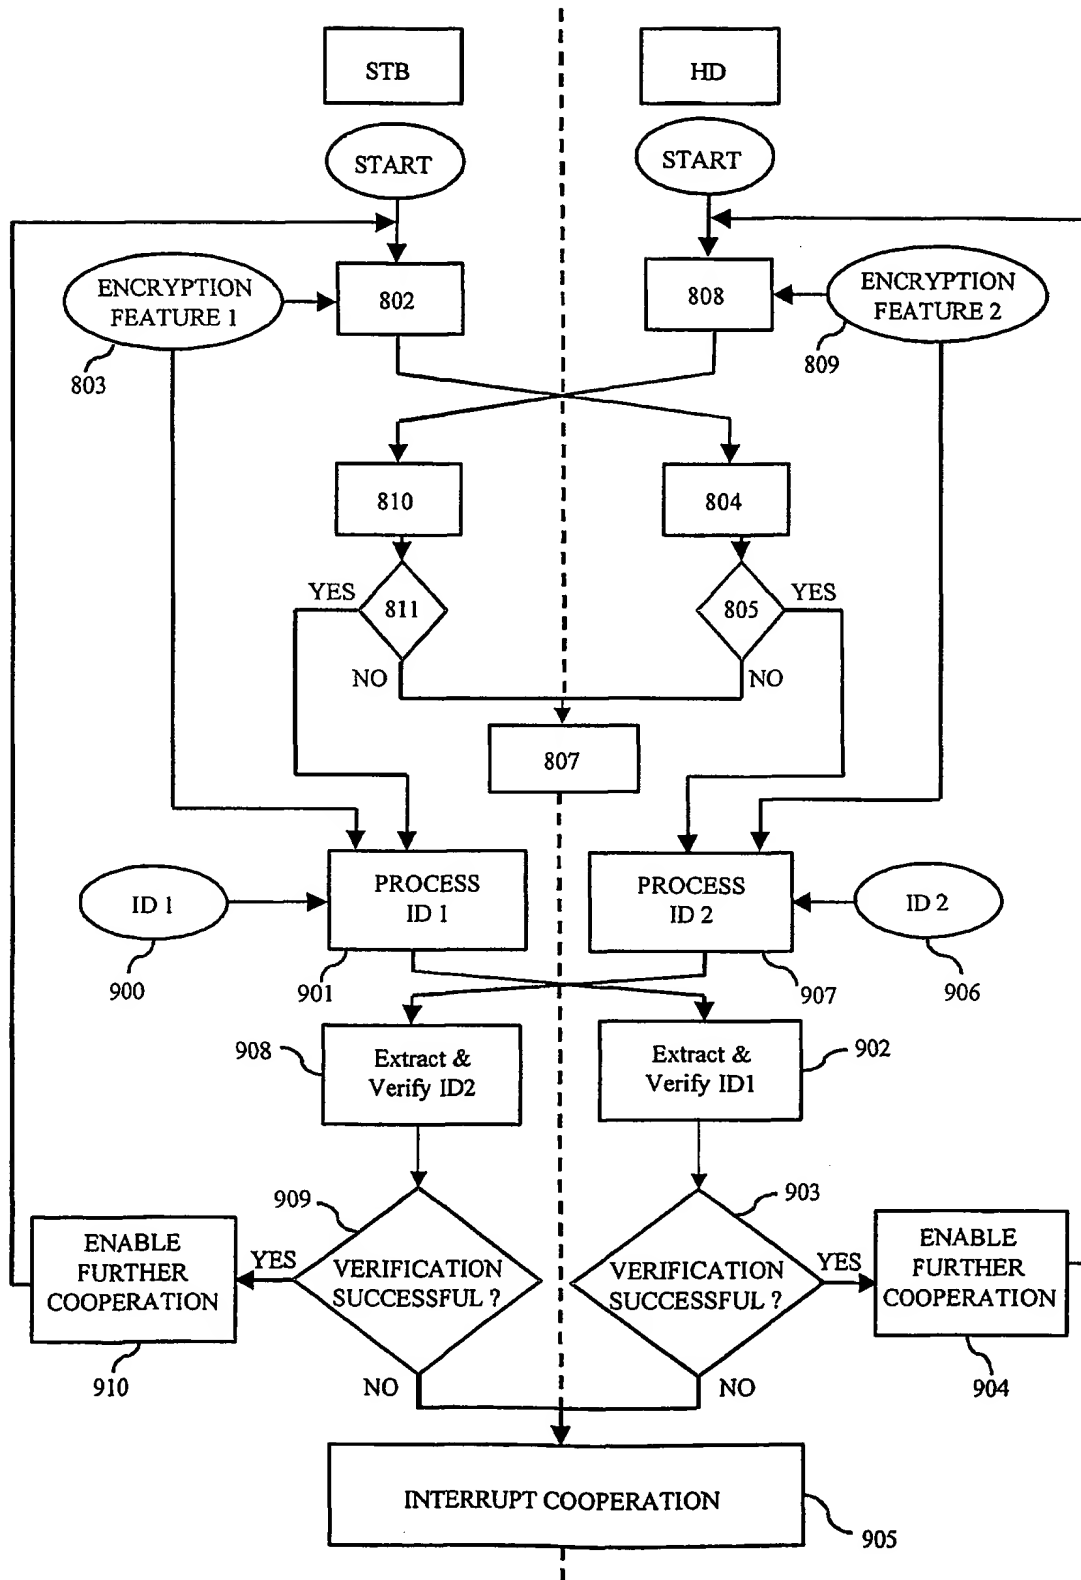 STB
HD
START
START
ENCRYPTION
FEATURE 1
802
808
ENCRYPTION
FEATURE 2
803
809
810
804
YES
811
805
YES
NO
NO
807
ID 1
PROCESS
ID 1
PROCESS
ID 2
ID 2
900
901
907
906
908
Extract &
Verify ID2
Extract &
Verify ID1
902
909
903
ENABLE
FURTHER
COOPERATION
YES
VERIFICATION
SUCCESSFUL ?
VERIFICATION
SUCCESSFUL ?
YES
ENABLE
FURTHER
COOPERATION
910
NO
NO
904
INTERRUPT COOPERATION
905